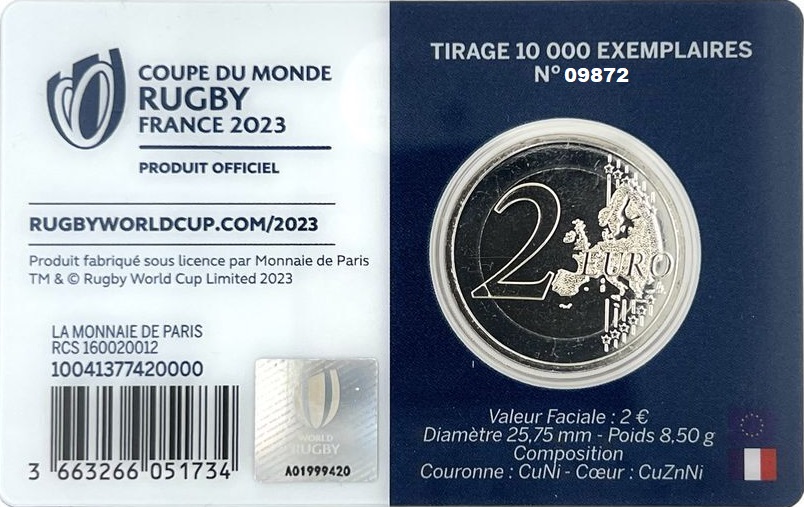 COUPE DU MONDE
RUGBY
FRANCE 2023
PRODUIT OFFICIEL
RUGBYWORLDCUP.COM/2023
Produit fabriqué sous licence par Monnaie de Paris
TM & © Rugby World Cup Limited 2023
LA MONNAIE DE PARIS
RCS 160020012
10041377420000
3 663266 051734
WORLD
RUGBY
A01999420
TIRAGE 10 000 EXEMPLAIRES
N° 09872
2 EURO
Valeur Faciale : 2 €
Diamètre 25,75 mm - Poids 8,50 g
Composition
Couronne : CuNi - Cœur : CuZnNi